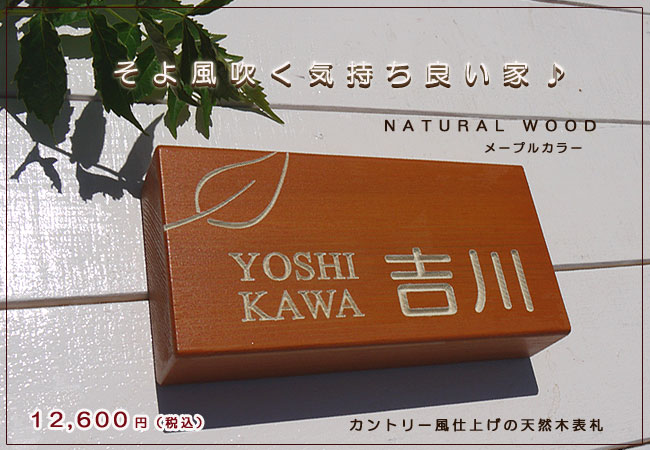 そよ風吹く気持ち良い家♪
NATURAL WOOD
メープルカラー
YOSHI
KAWA
吉川
12,600円(税込)
カントリー風仕上げの天然木表札